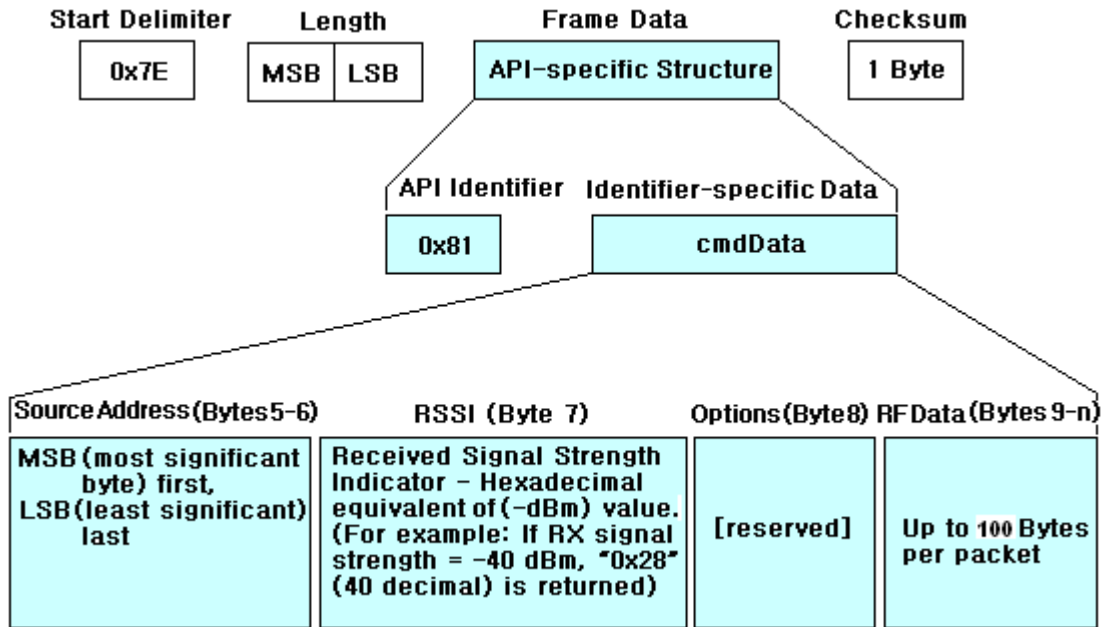 Start Delimiter Length Frame Data Checksum
0x7E MSB LSB API-specific Structure 1 Byte
API Identifier Identifier-specific Data
0x81 cmdData
Source Address (Bytes 5-6) RSSI (Byte 7) Options (Byte 8) RF Data (Bytes 9-n)
MSB (most significant
byte) first,
LSB (least significant)
last
Received Signal Strength
Indicator - Hexadecimal
equivalent of (-dBm) value.
(For example: If RX signal
strength = -40 dBm, "0x28"
(40 decimal) is returned)
[reserved]
Up to 100 Bytes
per packet